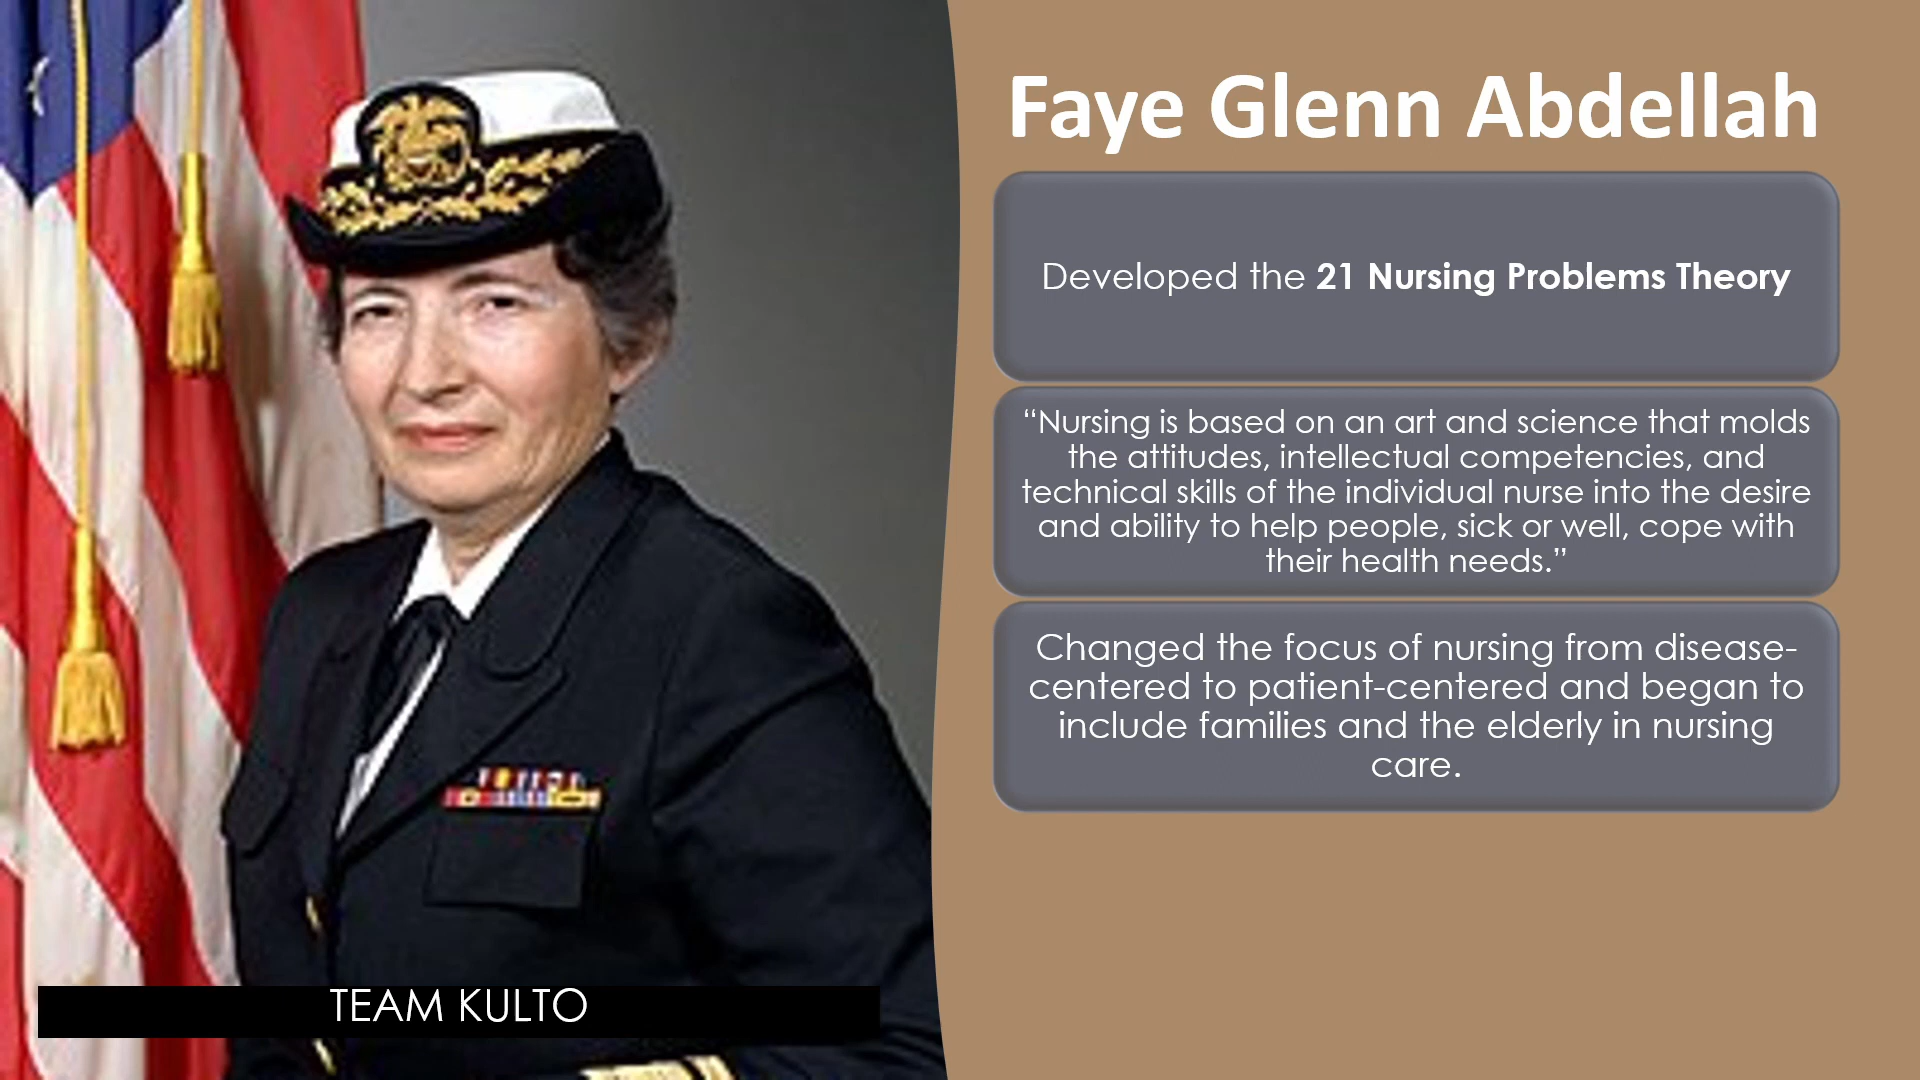 Faye Glenn Abdellah
Developed the 21 Nursing Problems Theory
“Nursing is based on an art and science that molds
the attitudes, intellectual competencies, and
technical skills of the individual nurse into the desire
and ability to help people, sick or well, cope with
their health needs.”
Changed the focus of nursing from disease-
centered to patient-centered and began to
include families and the elderly in nursing
care.
TEAM KULTO